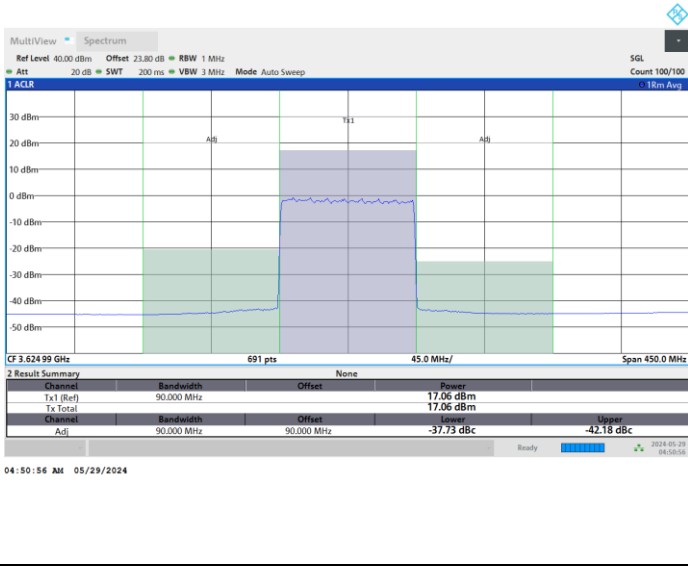 MultiView Spectrum
Ref Level 40.00 dBm Offset 23.80 dB RBW 1 MHz SGL
Att 20 dB SWT 200 ms VBW 3 MHz Mode Auto Sweep Count 100/100
1 ACLR 1Rm Avg
30 dBm
Tx1
20 dBm
Adj Adj
10 dBm
0 dBm
-10 dBm
-20 dBm
-30 dBm
-40 dBm
-50 dBm
CF 3.624 99 GHz 691 pts 45.0 MHz/ Span 450.0 MHz
2 Result Summary None
Channel Bandwidth Offset Power
Tx1 (Ref) 90.000 MHz 17.06 dBm
Tx Total 17.06 dBm
Channel Bandwidth Offset Lower Upper
Adj 90.000 MHz 90.000 MHz -37.73 dBc -42.18 dBc
Ready 2024-05-29
04:50:56
04:50:56 AM 05/29/2024